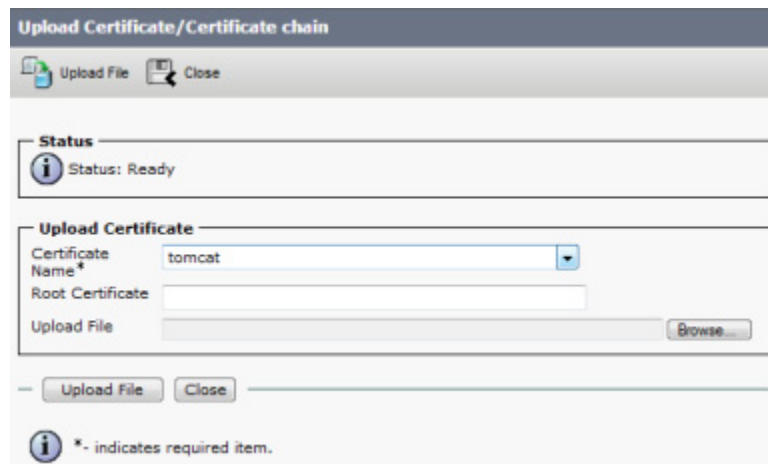 Upload Certificate/Certificate chain
Upload File Close
Status
Status: Ready
Upload Certificate
Certificate Name* tomcat
Root Certificate
Upload File Browse...
Upload File Close
*- indicates required item.